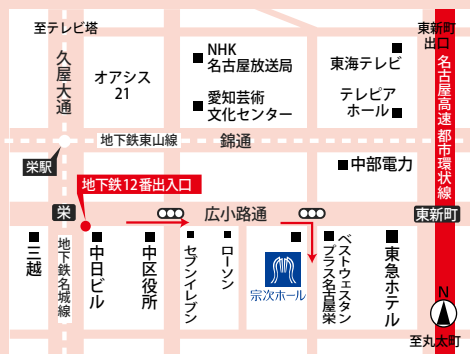 至テレビ塔
東新町
出口
久屋大通
オアシス
21
NHK
名古屋放送局
愛知芸術
文化センター
東海テレビ
テレピア
ホール
名古屋高速都市環状線
地下鉄東山線
錦通
栄駅
中部電力
地下鉄12番出入口
栄
広小路通
東新町
三越
地下鉄名城線
中日ビル
中区役所
セブンイレブン
ローソン
宗次ホール
ベストウェスタン
プラス名古屋栄
東急ホテル
N
至丸太町